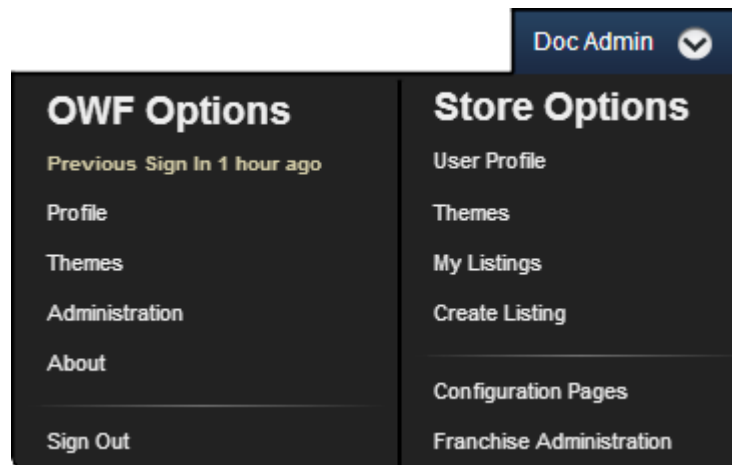 Doc Admin
OWF Options
Previous Sign In 1 hour ago
Profile
Themes
Administration
About
Sign Out
Store Options
User Profile
Themes
My Listings
Create Listing
Configuration Pages
Franchise Administration